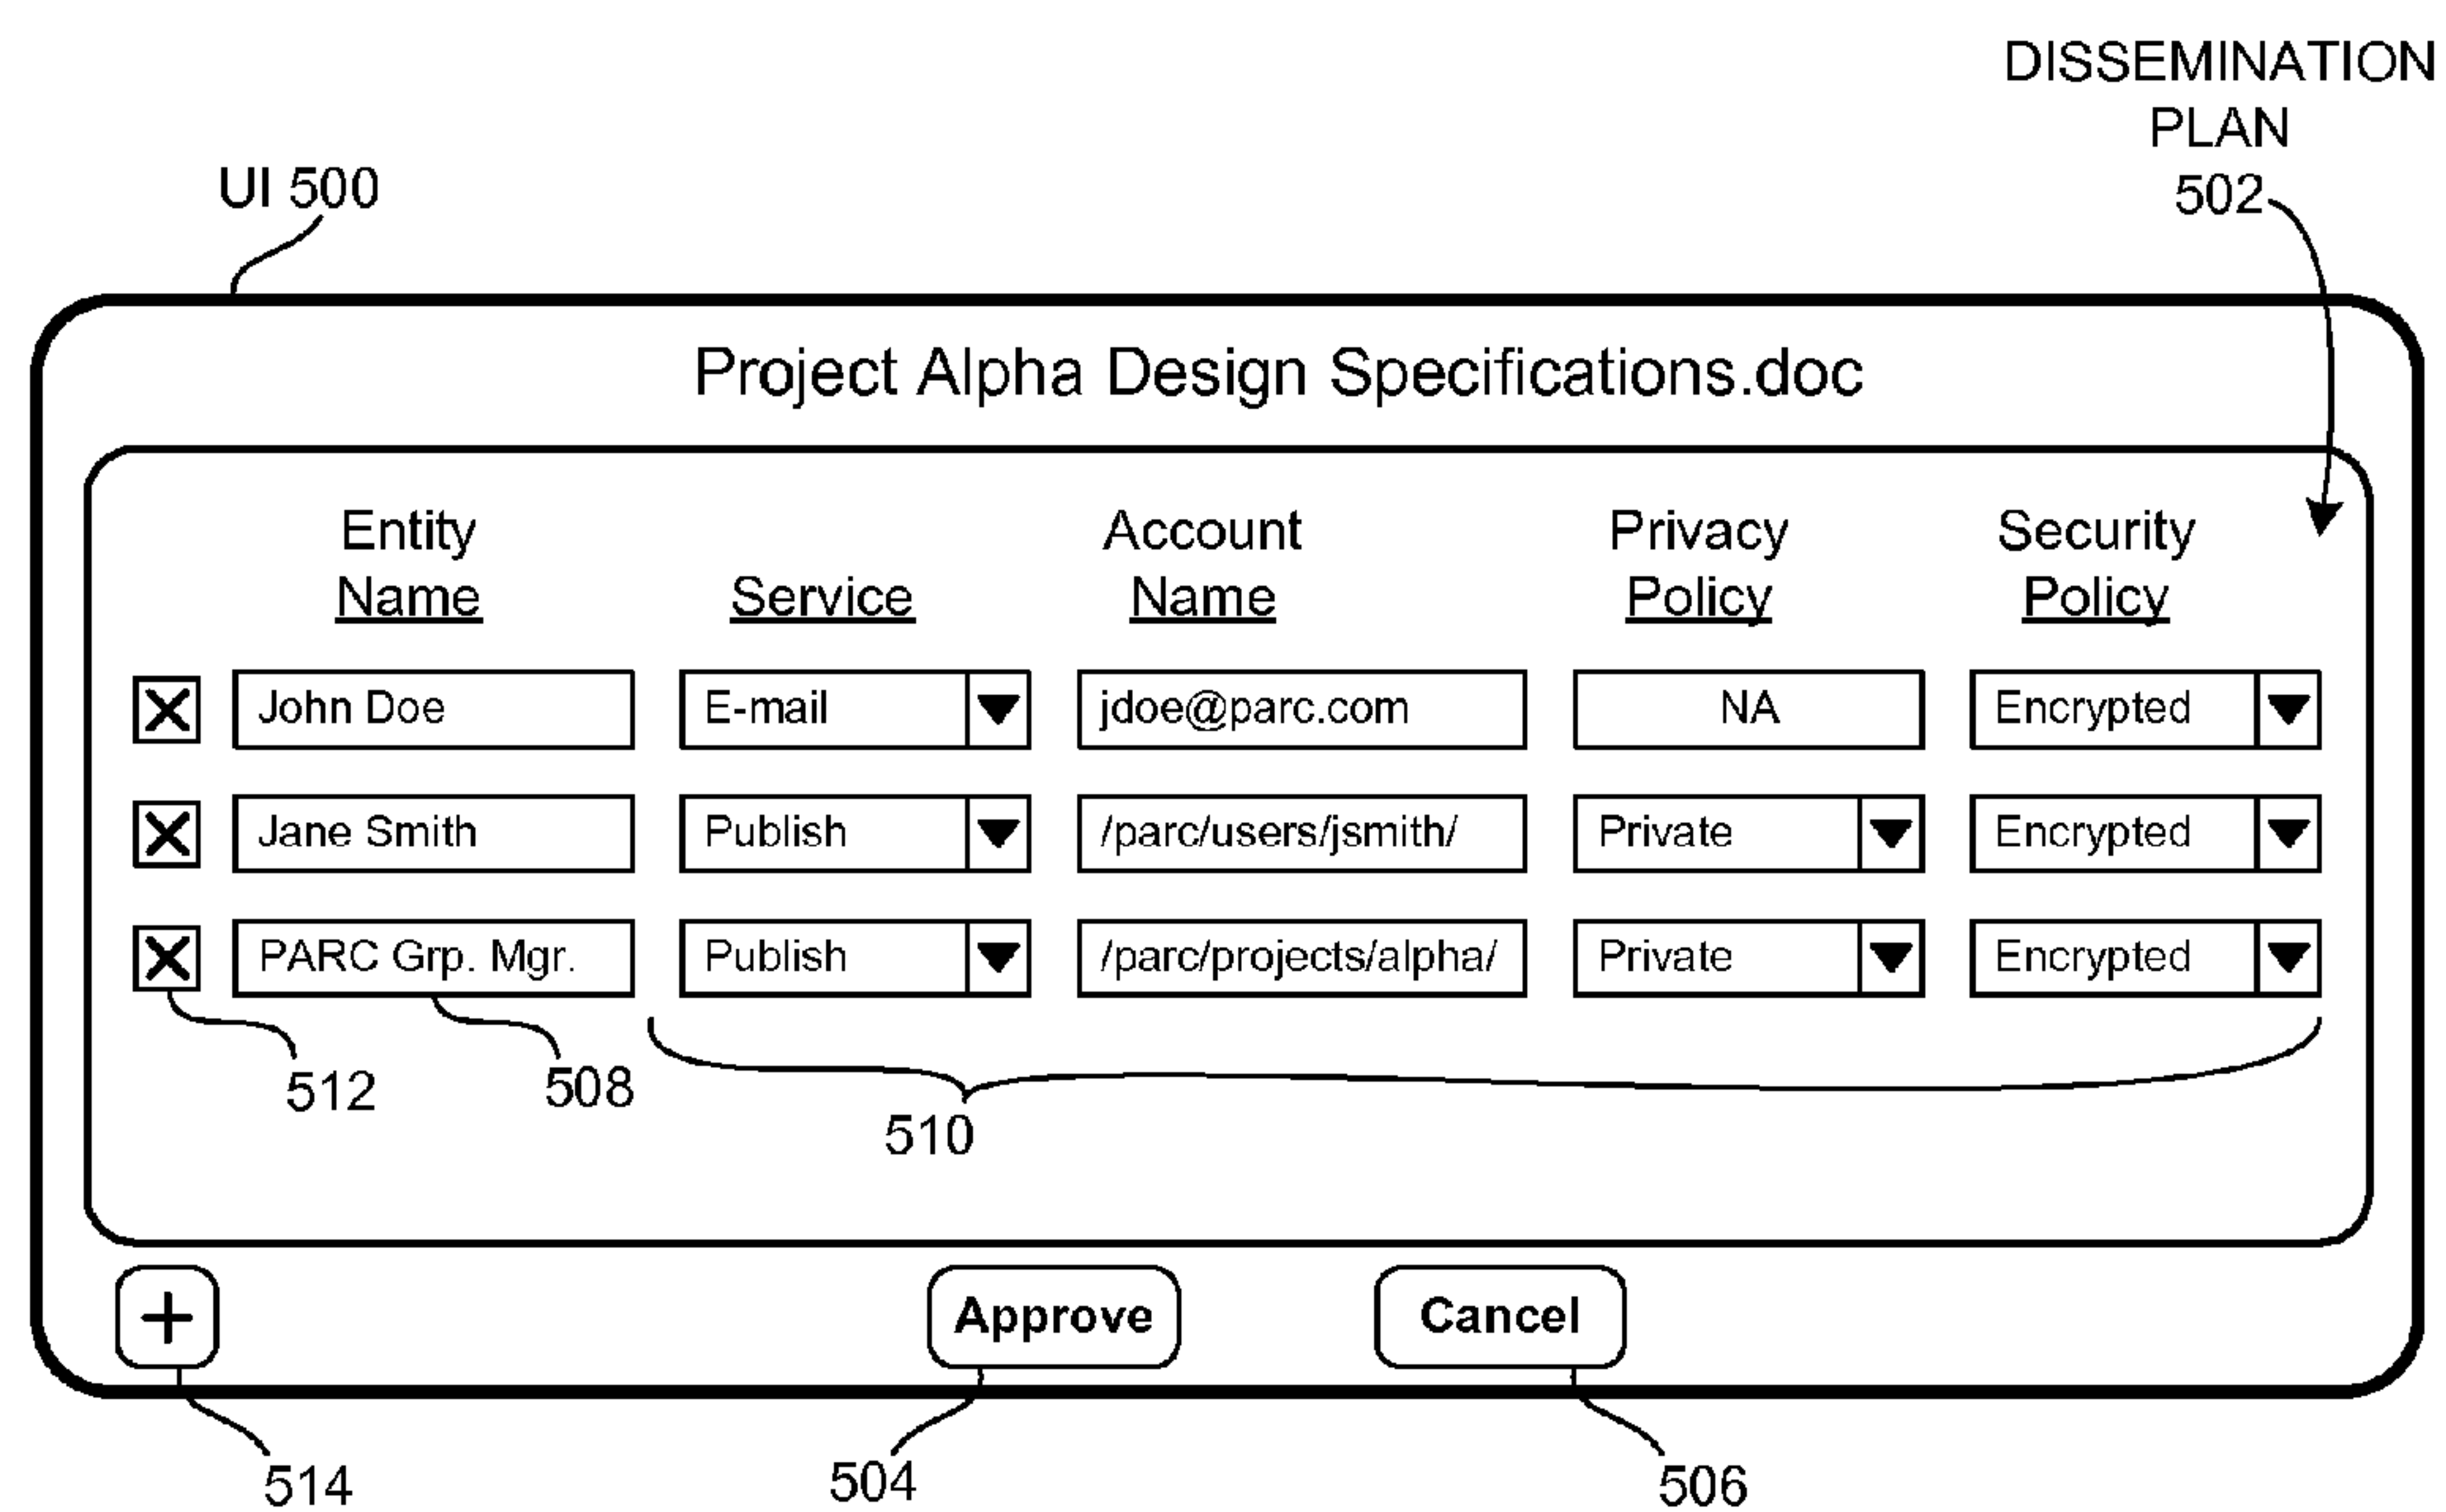 DISSEMINATION
PLAN
502
UI 500
Project Alpha Design Specifications.doc
Entity Name Service Account Name Privacy Policy Security Policy
John Doe E-mail jdoe@parc.com NA Encrypted
Jane Smith Publish /parc/users/jsmith/ Private Encrypted
PARC Grp. Mgr. Publish /parc/projects/alpha/ Private Encrypted
512 508 510
+ Approve Cancel
514 504 506